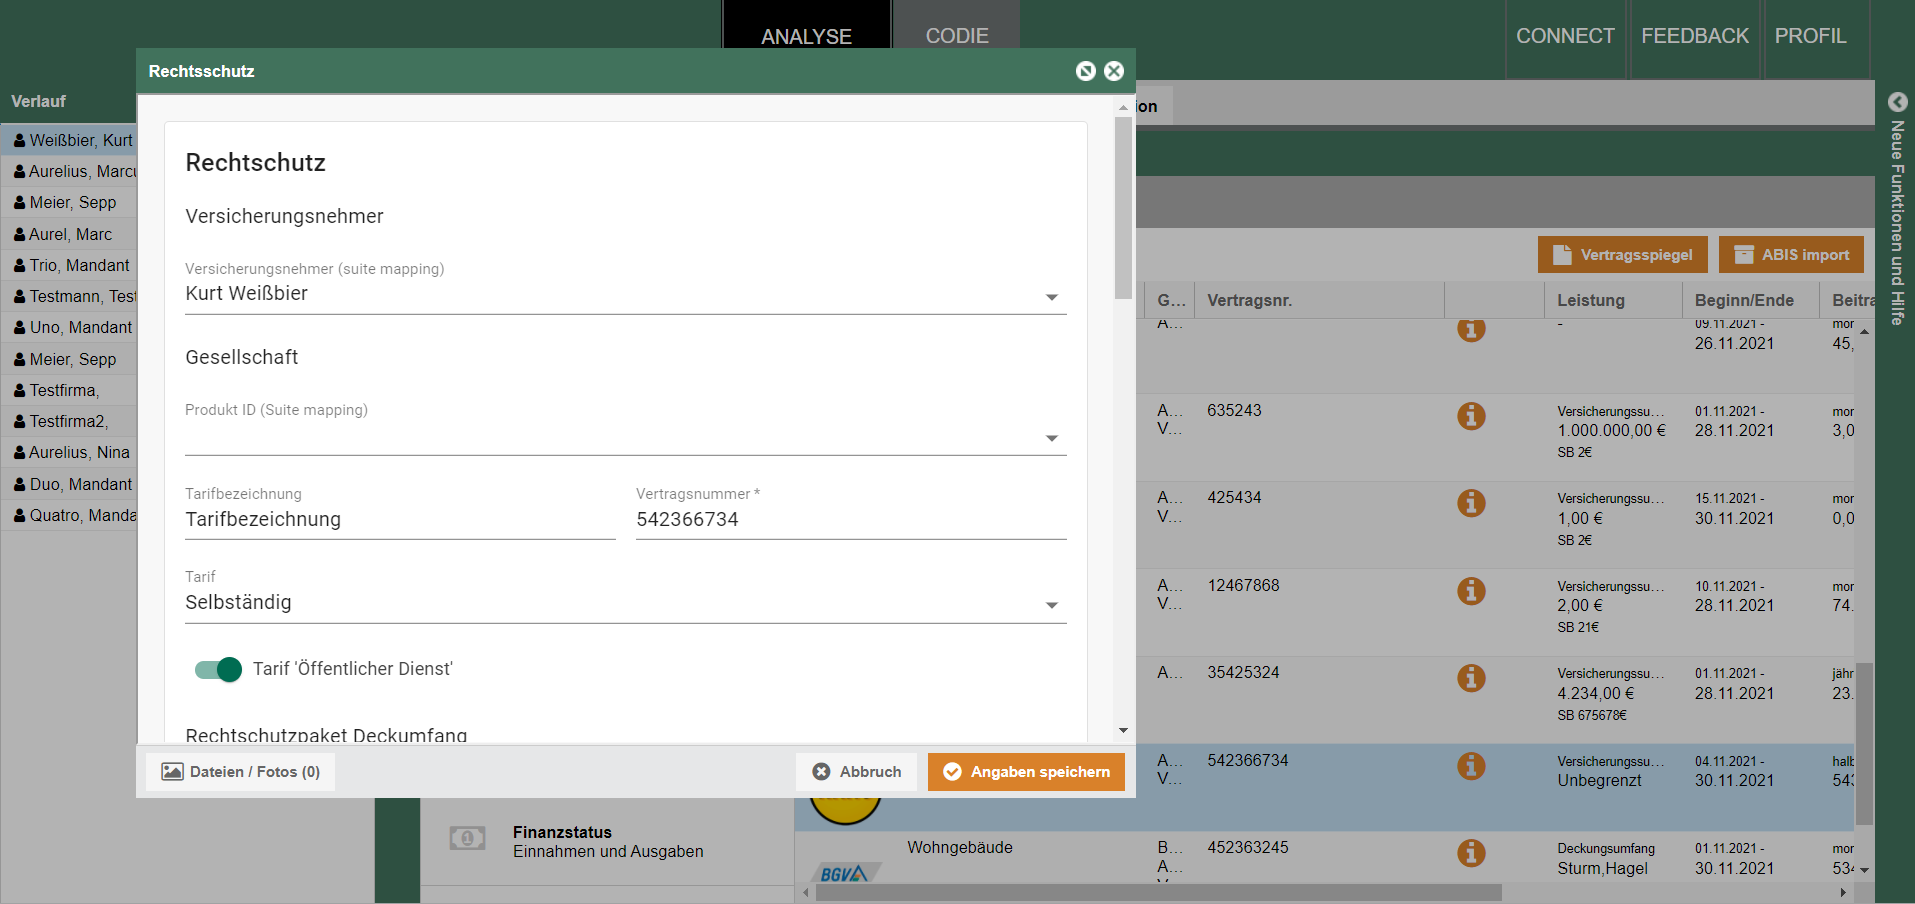 ANALYSE
CODIE
CONNECT
FEEDBACK
PROFIL
Rechtsschutz
Verlauf
Weißbier, Kurt
Aurelius, Marcu
Meier, Sepp
Aurel, Marc
Trio, Mandant
Testmann, Test
Uno, Mandant
Meier, Sepp
Testfirma,
Testfirma2,
Aurelius, Nina
Duo, Mandant
Quatro, Manda
Rechtschutz
Versicherungsnehmer
Versicherungsnehmer (suite mapping)
Kurt Weißbier
Gesellschaft
Produkt ID (Suite mapping)
Tarifbezeichnung
Tarifbezeichnung
Vertragsnummer *
542366734
Tarif
Selbständig
Tarif 'Öffentlicher Dienst'
Rechtschutzpaket Deckumfang
Dateien / Fotos (0)
Abbruch
Angaben speichern
ion
Neue Funktionen und Hilfe
Vertragsspiegel
ABIS import
G... Vertragsnr. Leistung Beginn/Ende Beitra
A... - 09.11.2021 - mor
26.11.2021 45,
A... 635243 Versicherungssu... 01.11.2021 - mor
V... 1.000.000,00 € 28.11.2021 3,0
SB 2€
A... 425434 Versicherungssu... 15.11.2021 - mor
V... 1,00 € 30.11.2021 0,0
SB 2€
A... 12467868 Versicherungssu... 10.11.2021 - mor
V... 2,00 € 28.11.2021 74.
SB 21€
A... 35425324 Versicherungssu... 01.11.2021 - jähr
4.234,00 € 28.11.2021 23.
SB 675678€
A... 542366734 Versicherungssu... 04.11.2021 - halb
V... Unbegrenzt 30.11.2021 543
Wohngebäude B... 452363245 Deckungsumfang 01.11.2021 - mor
BGV A... Sturm,Hagel 30.11.2021 534
Finanzstatus
Einnahmen und Ausgaben